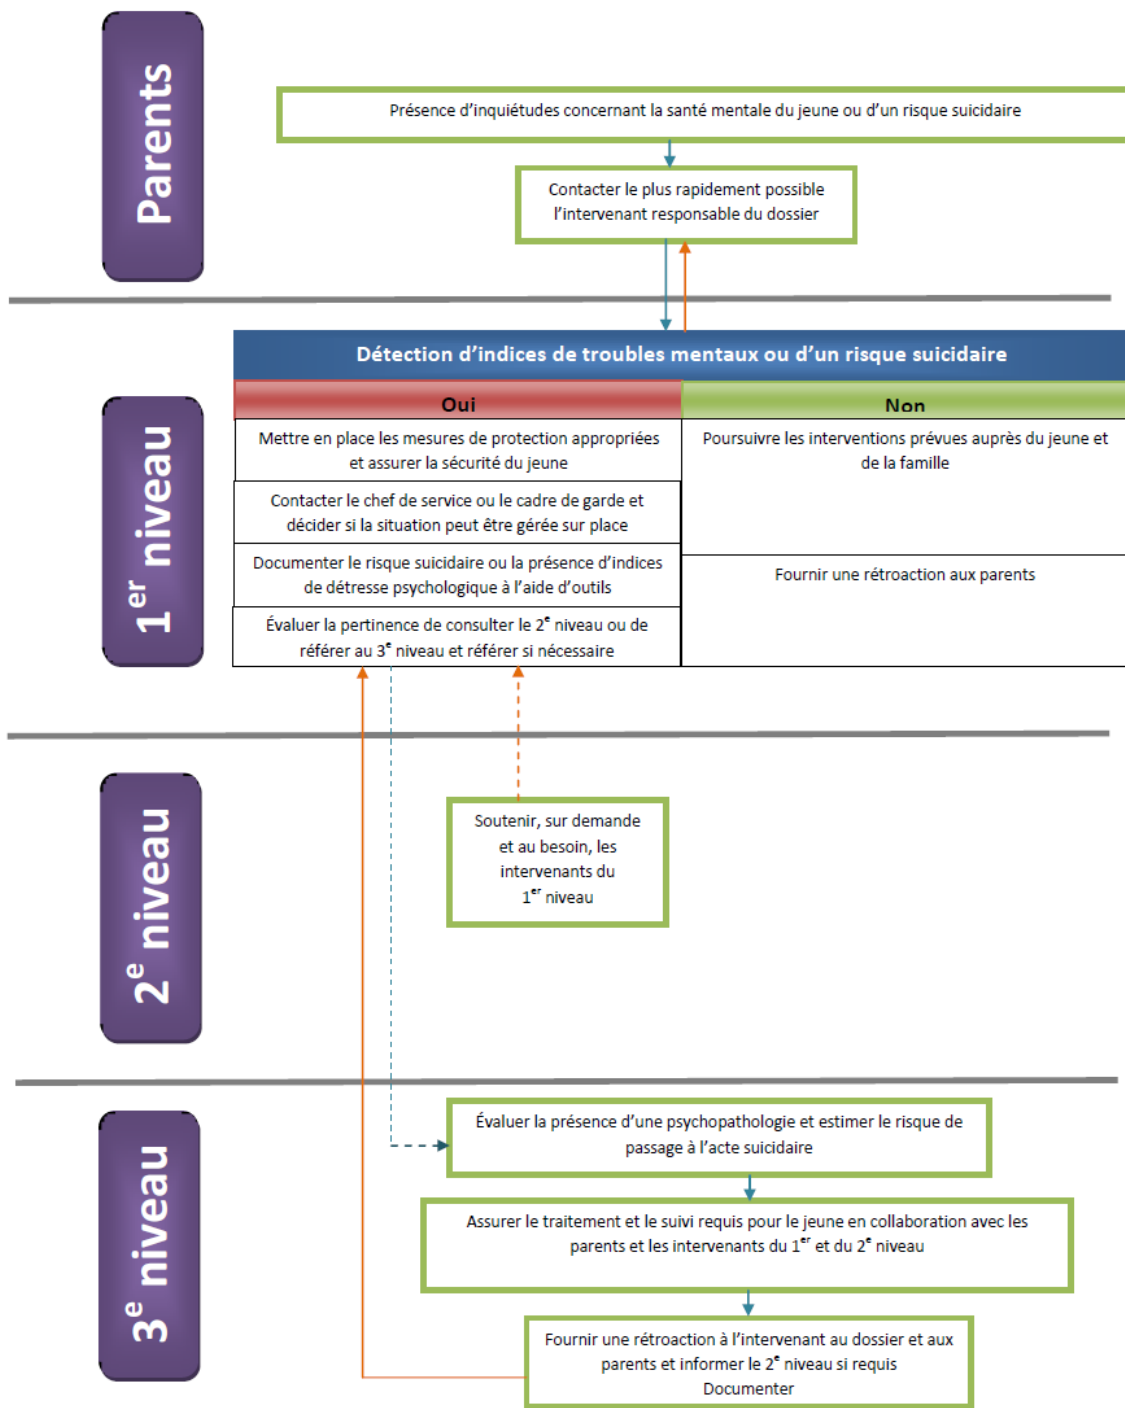 Parents
Présence d’inquiétudes concernant la santé mentale du jeune ou d’un risque suicidaire
Contacter le plus rapidement possible
l’intervenant responsable du dossier
1er niveau
Détection d’indices de troubles mentaux ou d’un risque suicidaire
Oui
Non
Mettre en place les mesures de protection appropriées
et assurer la sécurité du jeune
Contacter le chef de service ou le cadre de garde et
décider si la situation peut être gérée sur place
Documenter le risque suicidaire ou la présence d’indices
de détresse psychologique à l’aide d’outils
Évaluer la pertinence de consulter le 2e niveau ou de
référer au 3e niveau et référer si nécessaire
Poursuivre les interventions prévues auprès du jeune et
de la famille
Fournir une rétroaction aux parents
2e niveau
Soutenir, sur demande
et au besoin, les
intervenants du
1er niveau
3e niveau
Évaluer la présence d’une psychopathologie et estimer le risque de
passage à l’acte suicidaire
Assurer le traitement et le suivi requis pour le jeune en collaboration avec les
parents et les intervenants du 1er et du 2e niveau
Fournir une rétroaction à l’intervenant au dossier et aux
parents et informer le 2e niveau si requis
Documenter